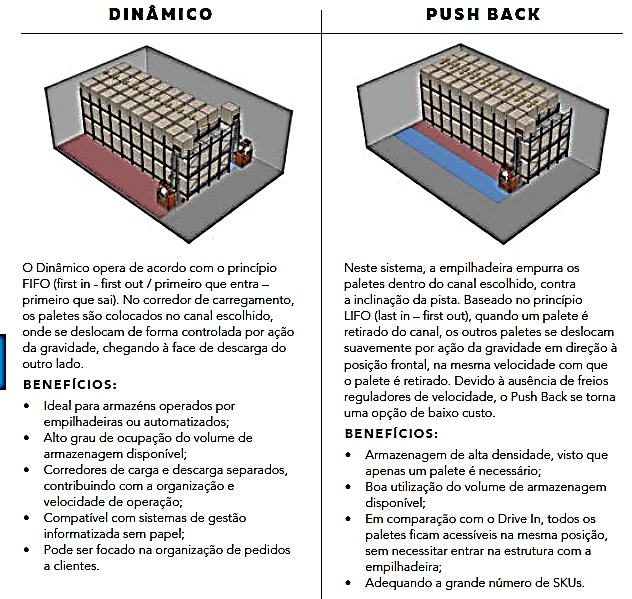 DINÂMICO
O Dinâmico opera de acordo com o princípio
FIFO (first in - first out / primeiro que entra –
primeiro que sai). No corredor de carregamento,
os paletes são colocados no canal escolhido,
onde se deslocam de forma controlada por ação
da gravidade, chegando à face de descarga do
outro lado.
BENEFÍCIOS:
• Ideal para armazéns operados por
empilhadeiras ou automatizados;
• Alto grau de ocupação do volume de
armazenagem disponível;
• Corredores de carga e descarga separados,
contribuindo com a organização e
velocidade de operação;
• Compatível com sistemas de gestão
informatizada sem papel;
• Pode ser focado na organização de pedidos
a clientes.
PUSH BACK
Neste sistema, a empilhadeira empurra os
paletes dentro do canal escolhido, contra
a inclinação da pista. Baseado no princípio
LIFO (last in – first out), quando um palete é
retirado do canal, os outros paletes se deslocam
suavemente por ação da gravidade em direção à
posição frontal, na mesma velocidade com que
o palete é retirado. Devido à ausência de freios
reguladores de velocidade, o Push Back se torna
uma opção de baixo custo.
BENEFÍCIOS:
• Armazenagem de alta densidade, visto que
apenas um palete é necessário;
• Boa utilização do volume de armazenagem
disponível;
• Em comparação com o Drive In, todos os
paletes ficam acessíveis na mesma posição,
sem necessitar entrar na estrutura com a
empilhadeira;
• Adequando a grande número de SKUs.